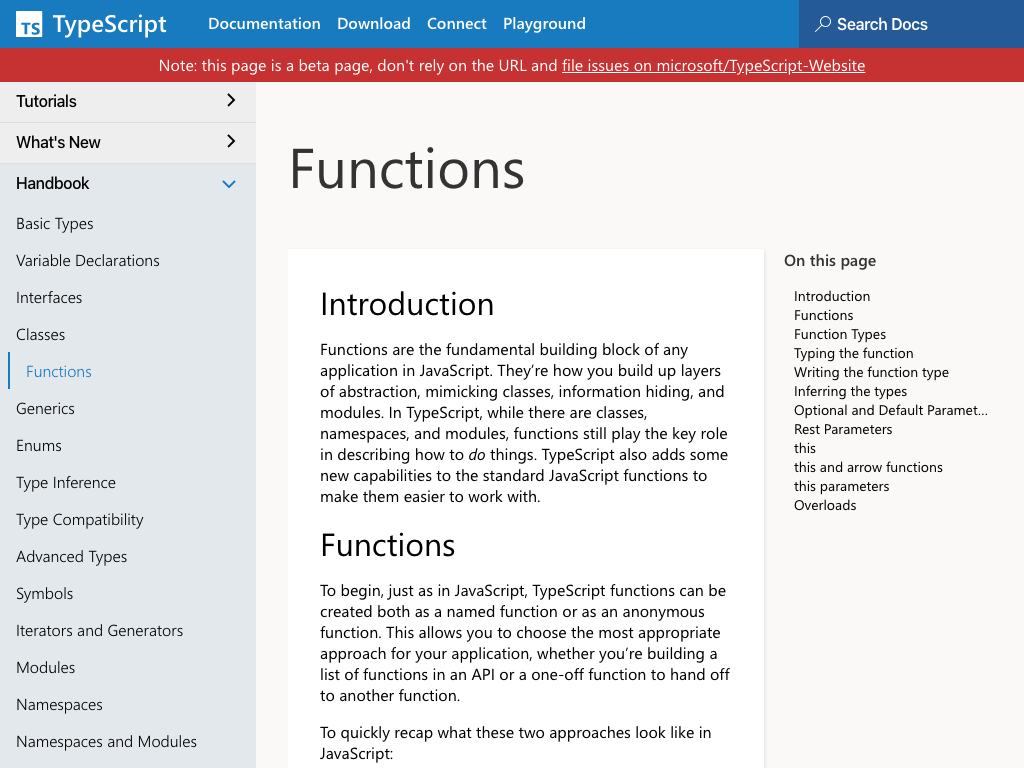 TS TypeScript Documentation Download Connect Playground Search Docs
Note: this page is a beta page, don't rely on the URL and file issues on microsoft/TypeScript-Website
Tutorials
What's New
Handbook
Basic Types
Variable Declarations
Interfaces
Classes
Functions
Generics
Enums
Type Inference
Type Compatibility
Advanced Types
Symbols
Iterators and Generators
Modules
Namespaces
Namespaces and Modules
Functions
Introduction
Functions are the fundamental building block of any
application in JavaScript. They’re how you build up layers
of abstraction, mimicking classes, information hiding, and
modules. In TypeScript, while there are classes,
namespaces, and modules, functions still play the key role
in describing how to do things. TypeScript also adds some
new capabilities to the standard JavaScript functions to
make them easier to work with.
Functions
To begin, just as in JavaScript, TypeScript functions can be
created both as a named function or as an anonymous
function. This allows you to choose the most appropriate
approach for your application, whether you’re building a
list of functions in an API or a one-off function to hand off
to another function.
To quickly recap what these two approaches look like in
JavaScript:
On this page
Introduction
Functions
Function Types
Typing the function
Writing the function type
Inferring the types
Optional and Default Paramet...
Rest Parameters
this
this and arrow functions
this parameters
Overloads